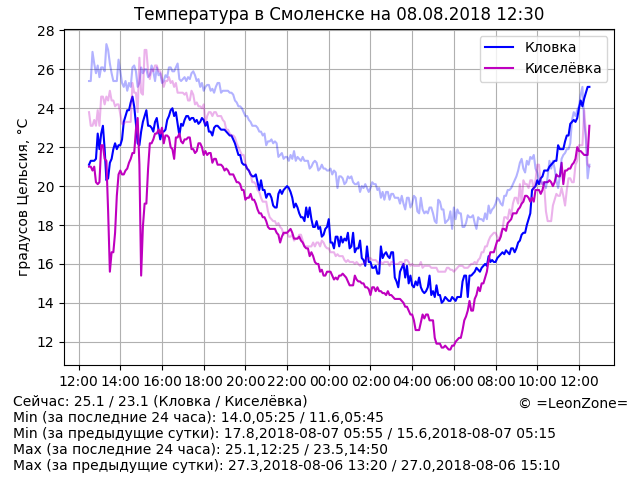 Температура в Смоленске на 08.08.2018 12:30
28
26
24
22
20
18
16
14
12
градусов Цельсия, °C
Кловка
Киселёвка
12:00 14:00 16:00 18:00 20:00 22:00 00:00 02:00 04:00 06:00 08:00 10:00 12:00
Сейчас: 25.1 / 23.1 (Кловка / Киселёвка)
© =LeonZone=
Min (за последние 24 часа): 14.0,05:25 / 11.6,05:45
Min (за предыдущие сутки): 17.8,2018-08-07 05:55 / 15.6,2018-08-07 05:15
Max (за последние 24 часа): 25.1,12:25 / 23.5,14:50
Max (за предыдущие сутки): 27.3,2018-08-06 13:20 / 27.0,2018-08-06 15:10